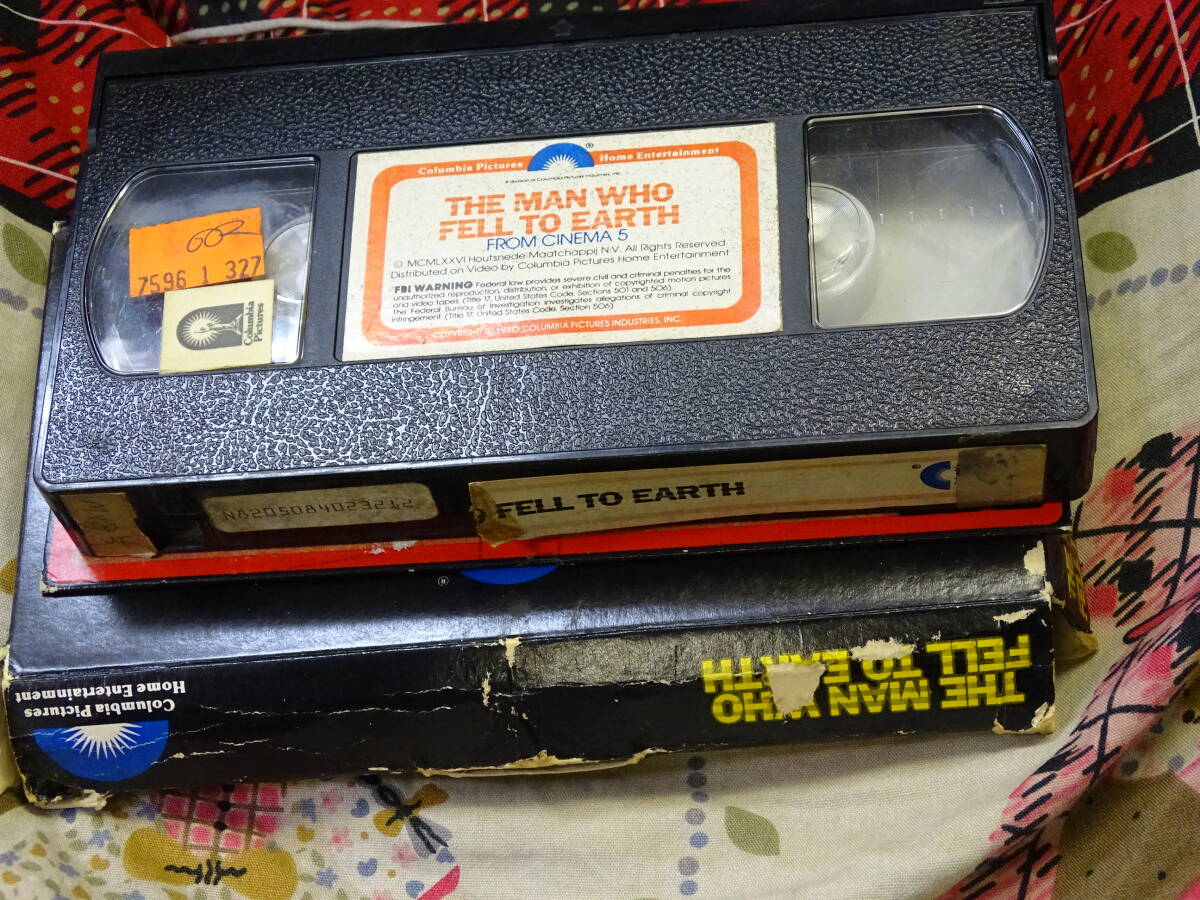 Columbia Pictures Home Entertainment
®
A division of Columbia Pictures Industries, Inc.
THE MAN WHO
FELL TO EARTH
FROM CINEMA 5
© MCMLXXVI Houtsnede Maatchappij N.V. All Rights Reserved
Distributed on Video by Columbia Pictures Home Entertainment
"FBI WARNING Federal law provides severe civil and criminal penalties for the
unauthorized reproduction, distribution, or exhibition of copyrighted motion pictures
and video tapes. (Title 17, United States Code, Sections 501 and 506)
The Federal Bureau of Investigation investigates allegations of criminal copyright
infringement. (Title 17, United States Code, Section 506)
COPYRIGHT © 1980 COLUMBIA PICTURES INDUSTRIES, INC.
002
7596 1 327
Columbia
Pictures
N8205084023212
FELL TO EARTH
®
®
Columbia Pictures
Home Entertainment
THE MAN WHO
FELL TO EARTH